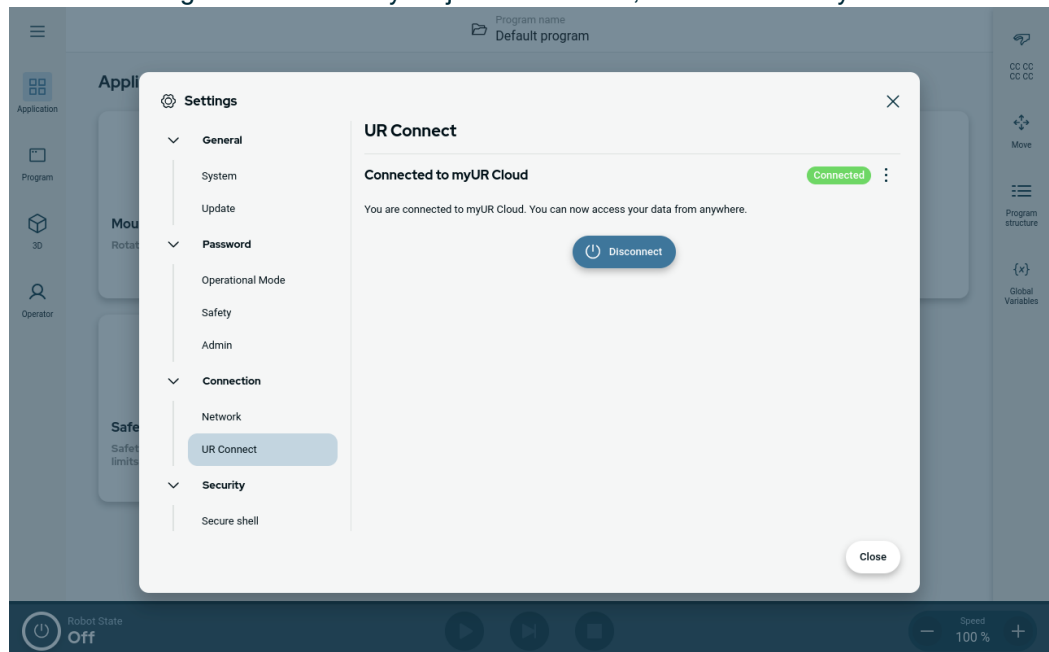 Program name
Default program
CC CC
CC CC
Application
Appli
Settings
General
UR Connect
Move
System
Connected to myUR Cloud
Connected
Program
Update
You are connected to myUR Cloud. You can now access your data from anywhere.
Program
structure
Mou
Rotat
Password
3D
Disconnect
{x}
Operational Mode
Global
Variables
Operator
Safety
Admin
Connection
Network
Safe
Safet
limits
UR Connect
Security
Secure shell
Close
Robot State
Off
Speed
100 %